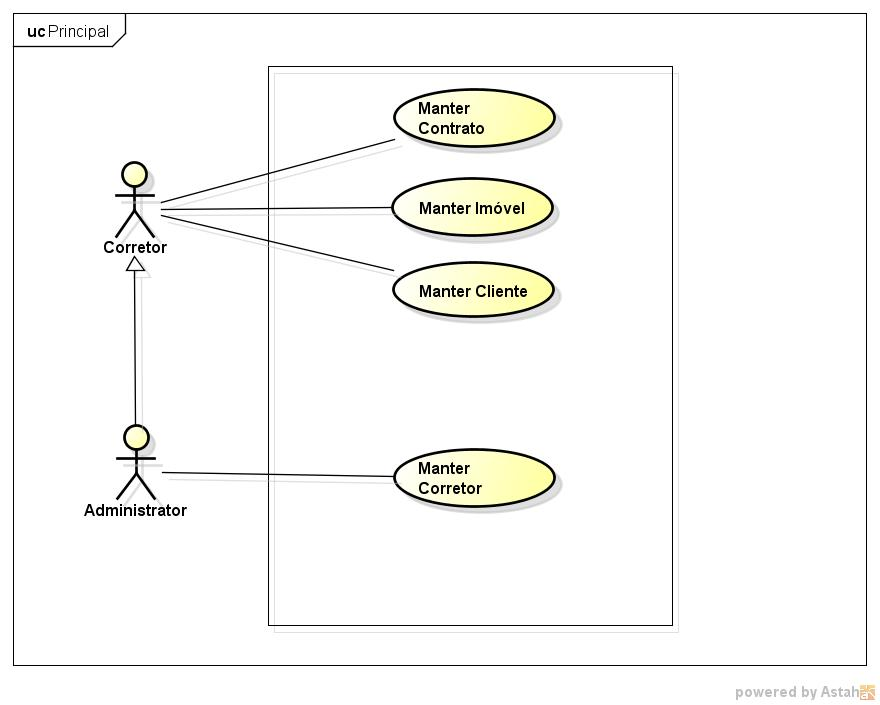 uc Principal
Manter
Contrato
Manter Imóvel
Manter Cliente
Corretor
Manter
Corretor
Administrator
powered by Astah